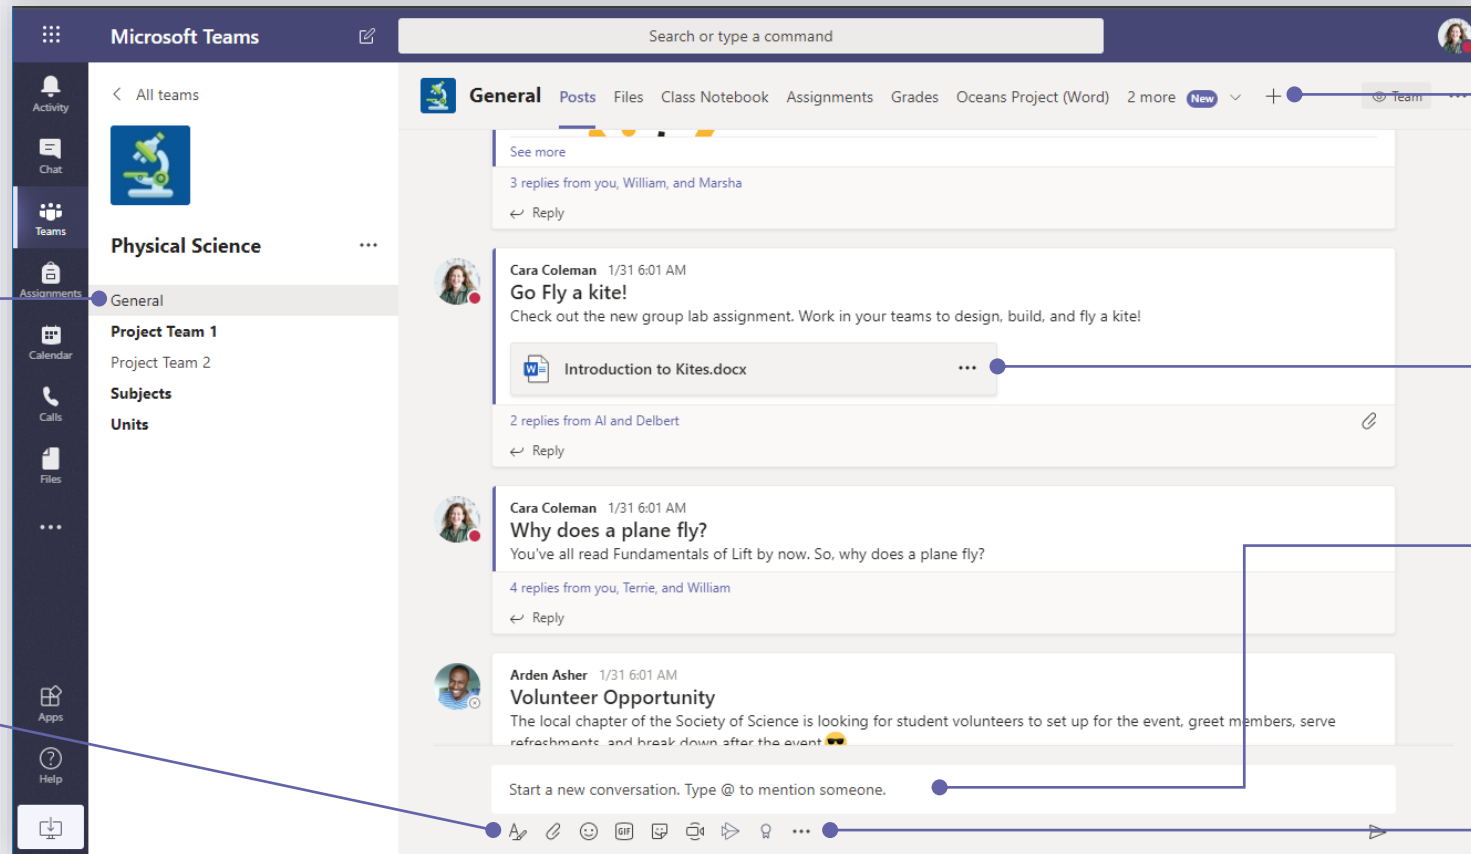 Microsoft Teams
Search or type a command
Activity
Chat
Teams
Assignments
Calendar
Calls
Files
Apps
Help
All teams
Physical Science
General
Project Team 1
Project Team 2
Subjects
Units
General Posts Files Class Notebook Assignments Grades Oceans Project (Word) 2 more New
Team
See more
3 replies from you, William, and Marsha
Reply
Cara Coleman 1/31 6:01 AM
Go Fly a kite!
Check out the new group lab assignment. Work in your teams to design, build, and fly a kite!
Introduction to Kites.docx
2 replies from Al and Delbert
Reply
Cara Coleman 1/31 6:01 AM
Why does a plane fly?
You've all read Fundamentals of Lift by now. So, why does a plane fly?
4 replies from you, Terrie, and William
Reply
Arden Asher 1/31 6:01 AM
Volunteer Opportunity
The local chapter of the Society of Science is looking for student volunteers to set up for the event, greet members, serve
refreshments, and break down after the event
Start a new conversation. Type @ to mention someone.
GIF